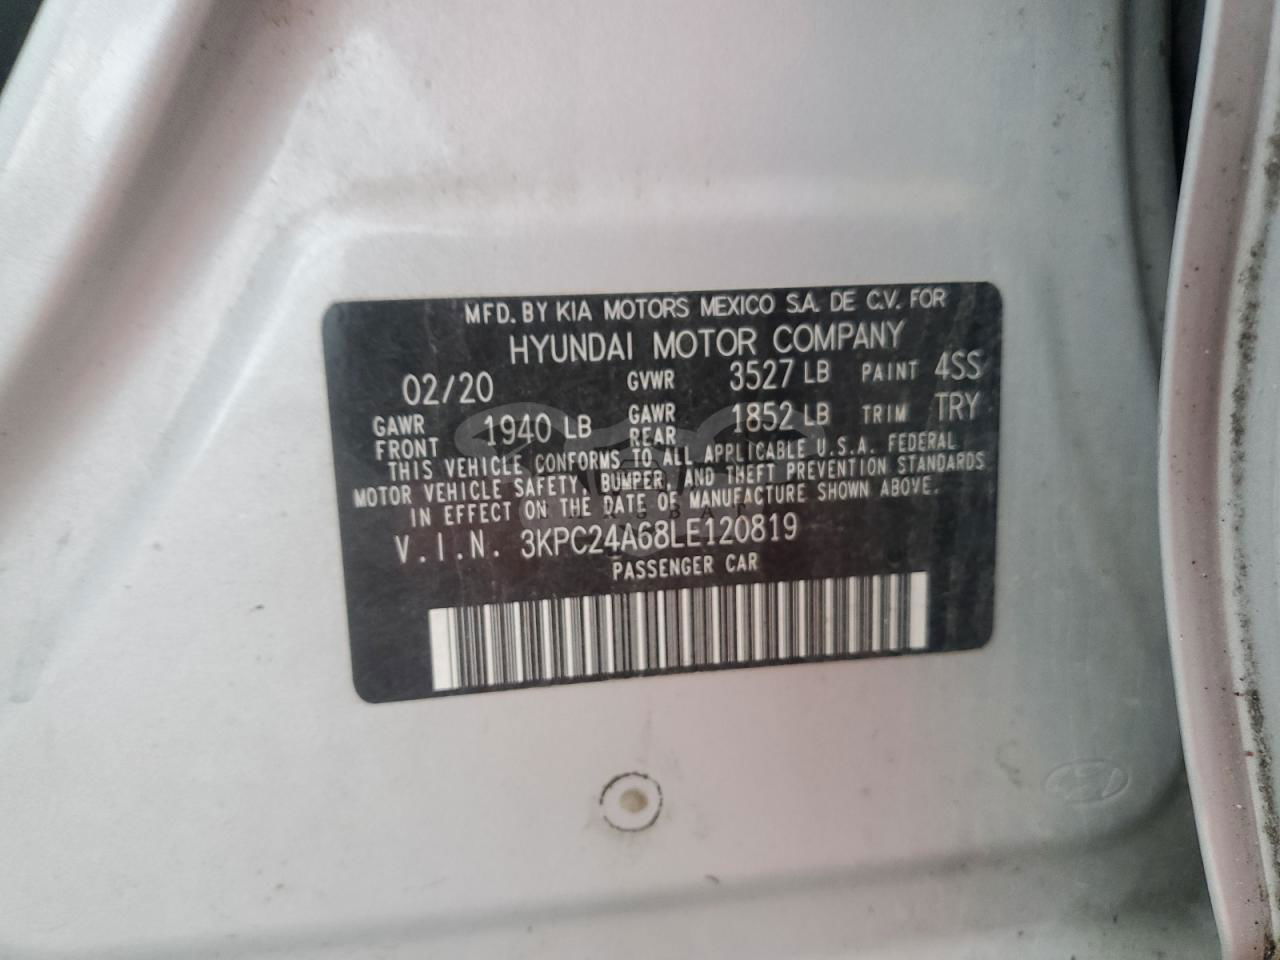 MFD. BY KIA MOTORS MEXICO S.A. DE C.V. FOR
HYUNDAI MOTOR COMPANY
02/20 GVWR 3527 LB PAINT 4SS
GAWR FRONT 1940 LB GAWR REAR 1852 LB TRIM TRY
THIS VEHICLE CONFORMS TO ALL APPLICABLE U.S.A. FEDERAL
MOTOR VEHICLE SAFETY, BUMPER, AND THEFT PREVENTION STANDARDS
IN EFFECT ON THE DATE OF MANUFACTURE SHOWN ABOVE.
V.I.N. 3KPC24A68LE120819
PASSENGER CAR